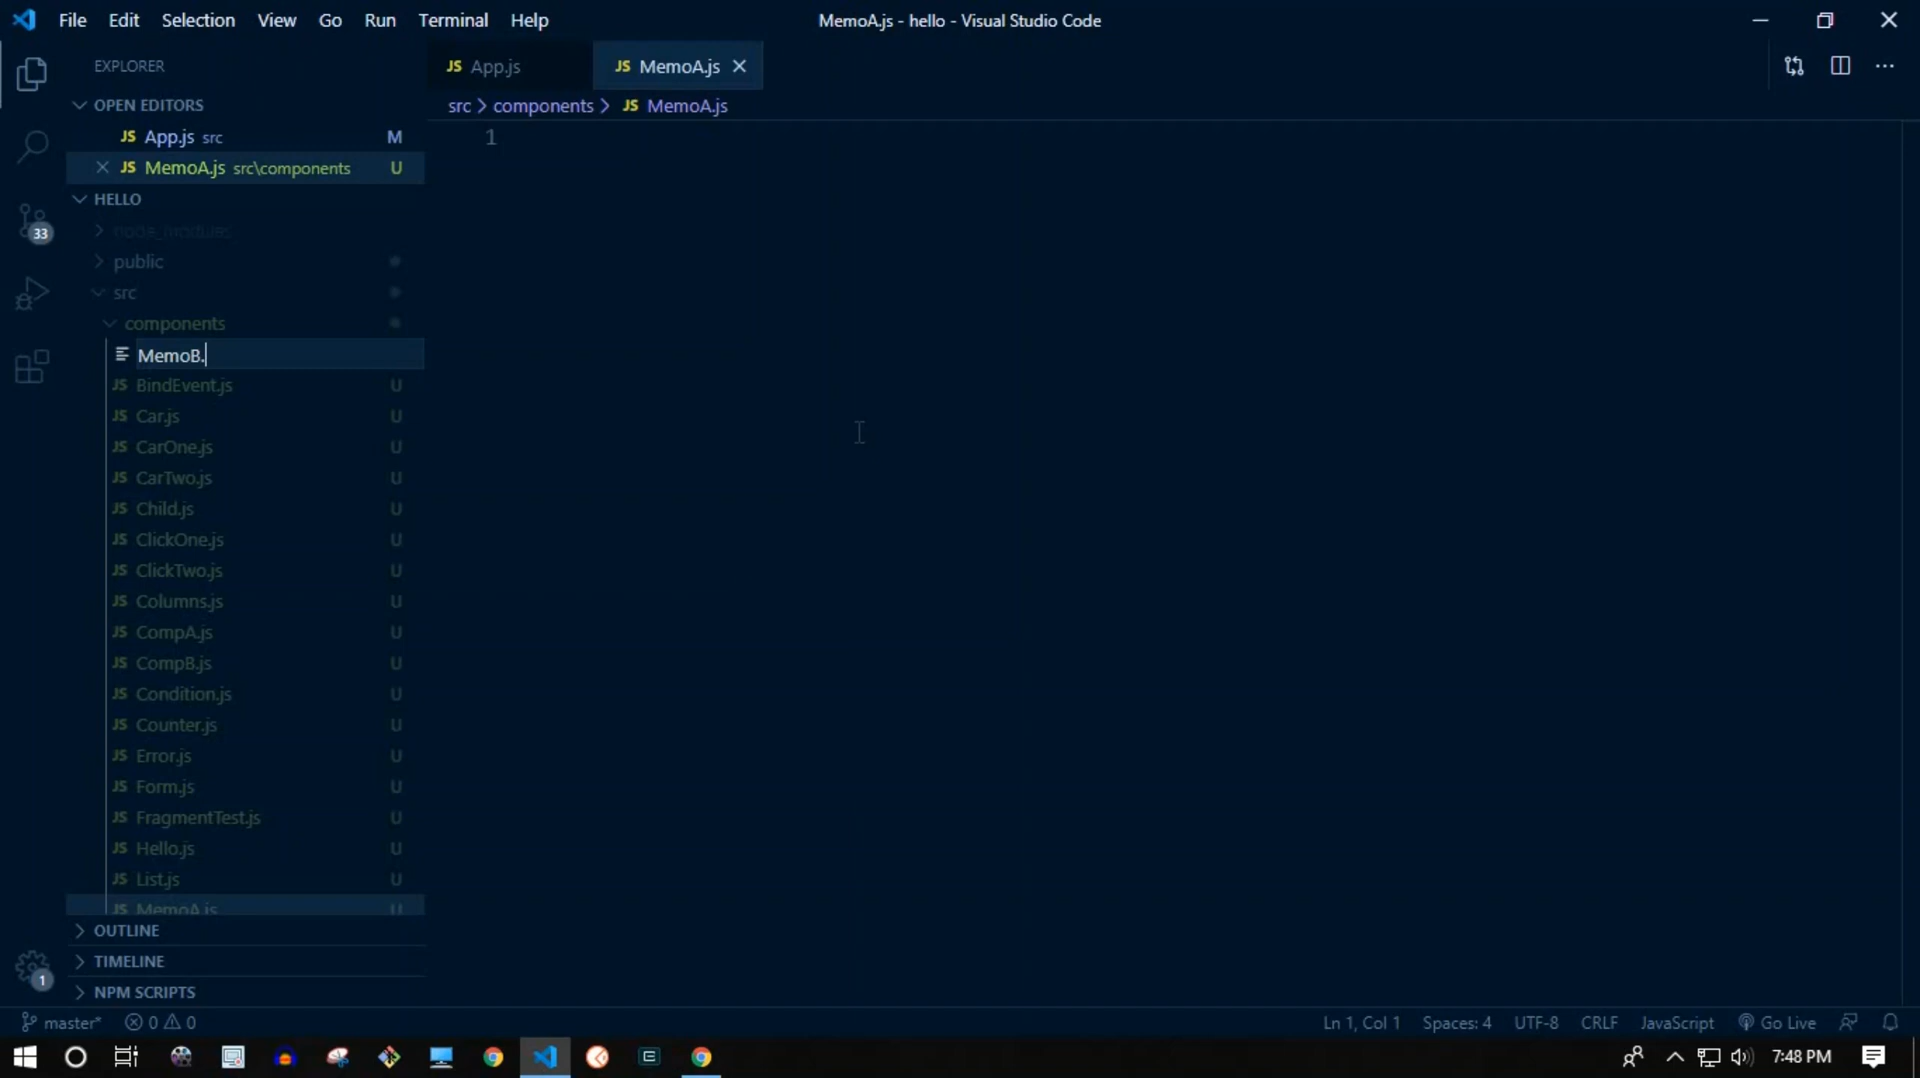 File Edit Selection View Go Run Terminal Help
MemoA.js - hello - Visual Studio Code
EXPLORER
JS App.js
JS MemoA.js
OPEN EDITORS
src > components > JS MemoA.js
JS App.js src M
1
JS MemoA.js src\components U
HELLO
node_modules
33
public
src
components
MemoB.
JS BindEvent.js U
JS Car.js U
JS CarOne.js U
JS CarTwo.js U
JS Child.js U
JS ClickOne.js U
JS ClickTwo.js U
JS Columns.js U
JS CompA.js U
JS CompB.js U
JS Condition.js U
JS Counter.js U
JS Error.js U
JS Form.js U
JS FragmentTest.js U
JS Hello.js U
JS List.js U
JS MemoA.js U
OUTLINE
TIMELINE
1
NPM SCRIPTS
master* 0 0
Ln 1, Col 1 Spaces: 4 UTF-8 CRLF JavaScript Go Live
7:48 PM